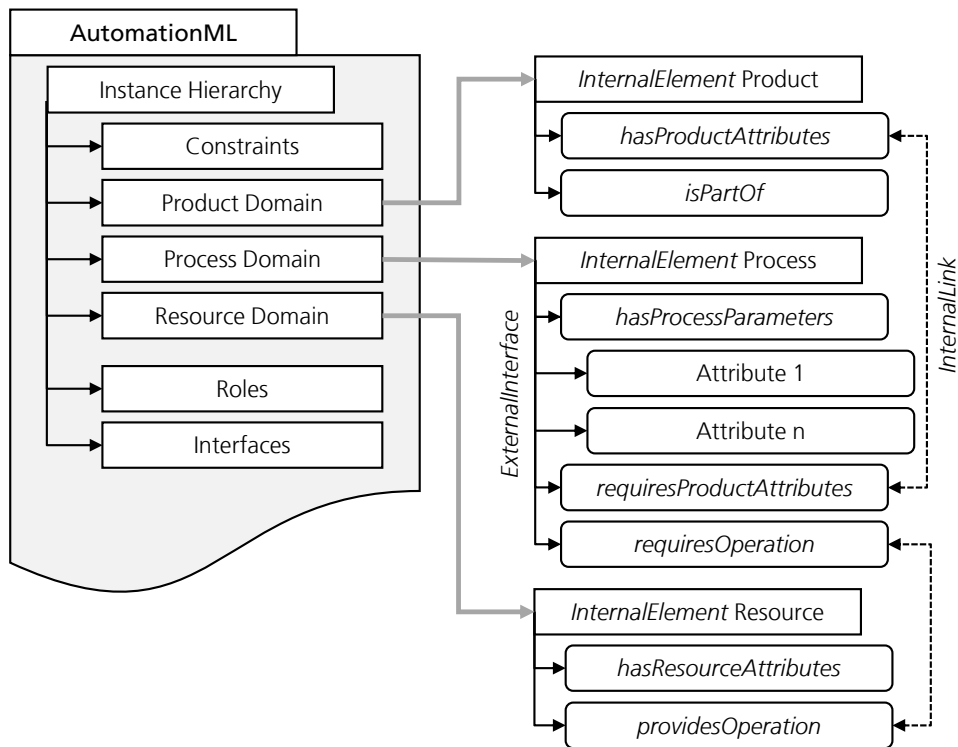 AutomationML
Instance Hierarchy
Constraints
Product Domain
Process Domain
Resource Domain
Roles
Interfaces
InternalElement Product
hasProductAttributes
isPartOf
InternalElement Process
hasProcessParameters
Attribute 1
Attribute n
requiresProductAttributes
requiresOperation
InternalElement Resource
hasResourceAttributes
providesOperation
ExternalInterface
InternalLink